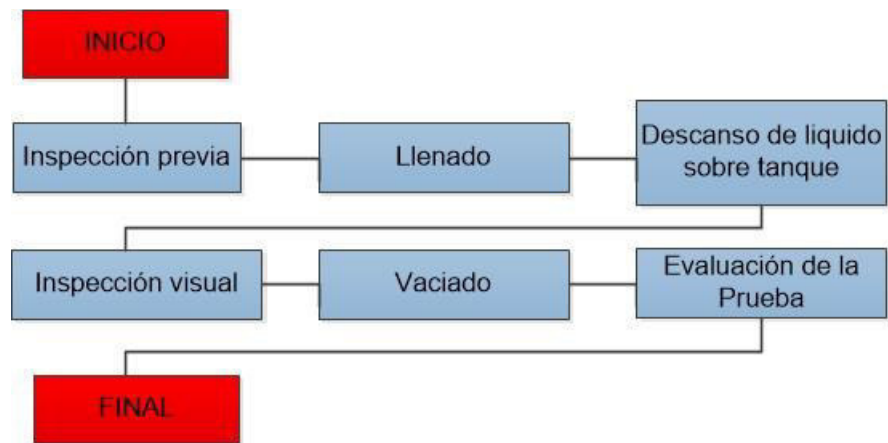 INICIO
Inspección previa
Llenado
Descanso de liquido
sobre tanque
Inspección visual
Vaciado
Evaluación de la
Prueba
FINAL